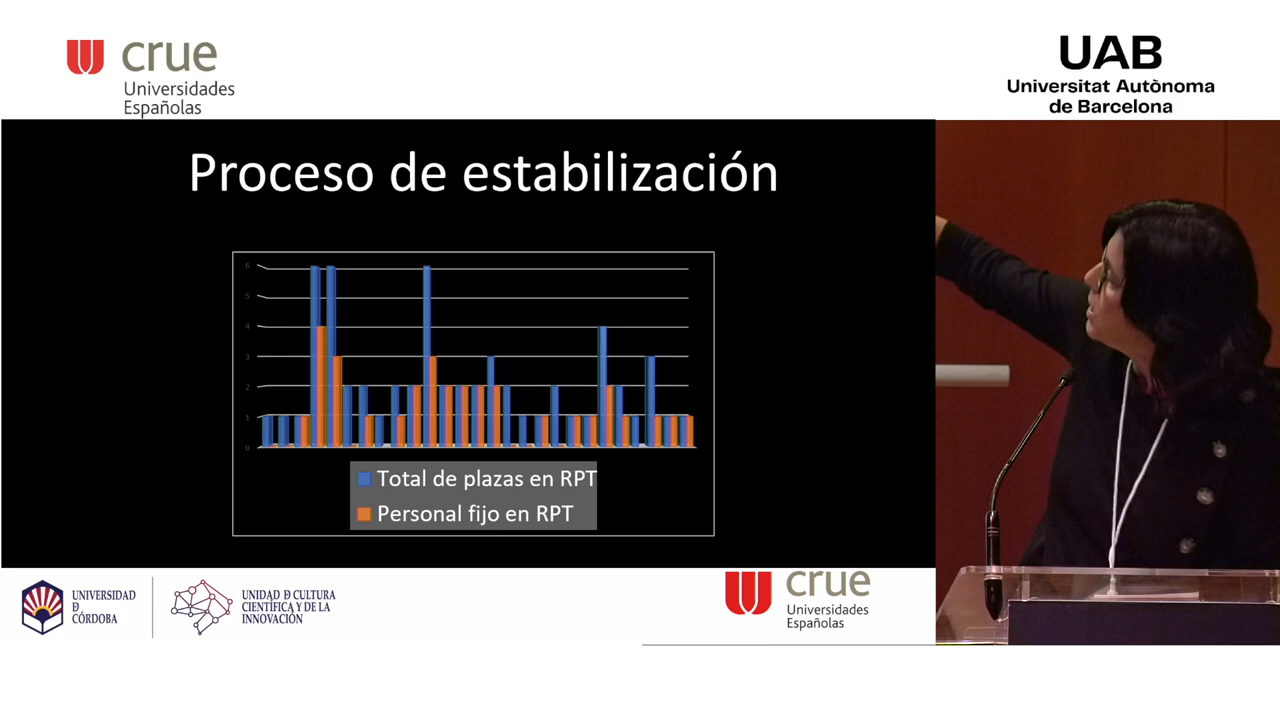 crue
Universidades
Españolas
UAB
Universitat Autònoma
de Barcelona
Proceso de estabilización
6
5
4
3
2
1
0
Total de plazas en RPT
Personal fijo en RPT
UNIVERSIDAD
D
CÓRDOBA
UNIDAD D CULTURA
CIENTÍFICA Y DE LA
INNOVACIÓN
crue
Universidades
Españolas